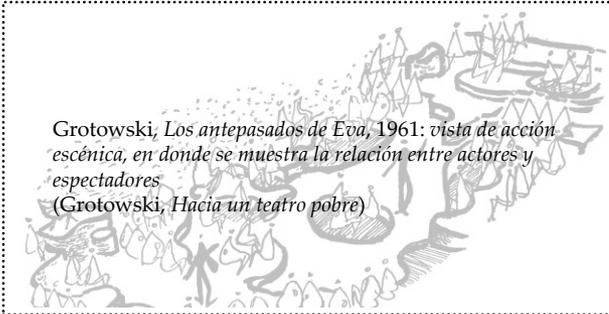 Grotowski, Los antepasados de Eva, 1961: vista de acción
escénica, en donde se muestra la relación entre actores y
espectadores
(Grotowski, Hacia un teatro pobre)